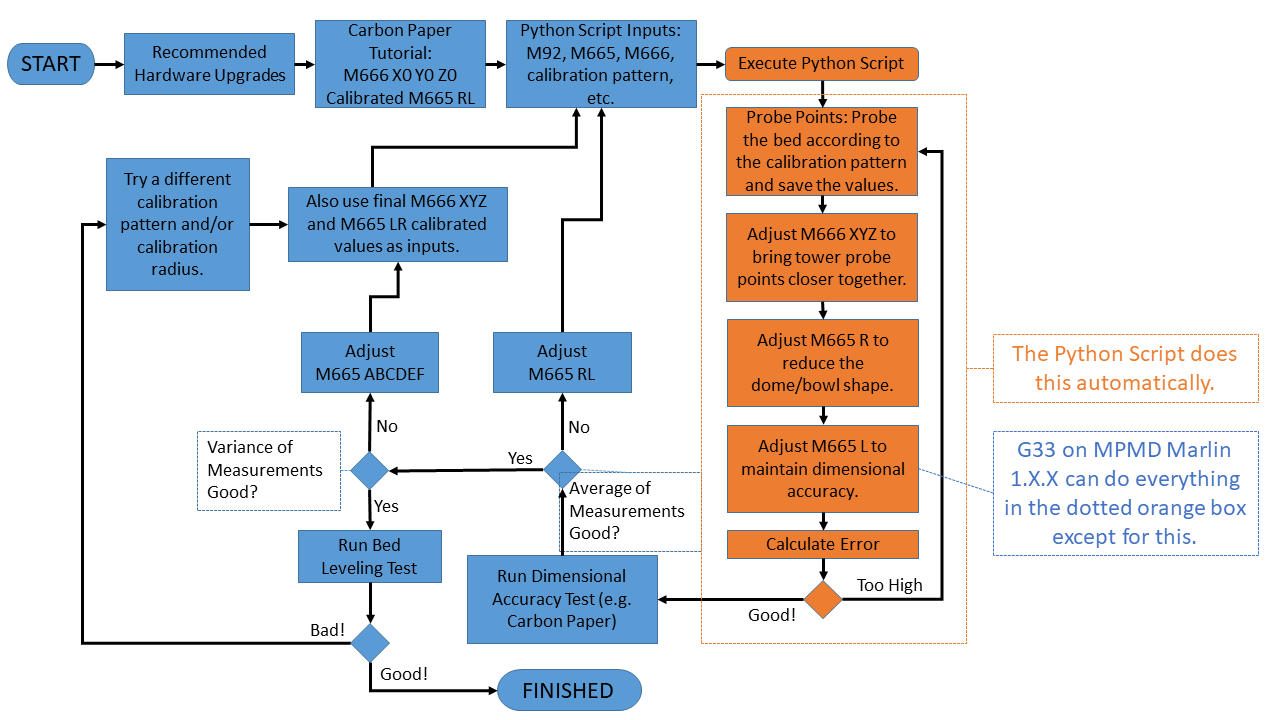 START
Recommended
Hardware Upgrades
Carbon Paper
Tutorial:
M666 X0 Y0 Z0
Calibrated M665 RL
Python Script Inputs:
M92, M665, M666,
calibration pattern,
etc.
Execute Python Script
Probe Points: Probe
the bed according to
the calibration pattern
and save the values.
Adjust M666 XYZ to
bring tower probe
points closer together.
Adjust M665 R to
reduce the
dome/bowl shape.
Adjust M665 L to
maintain dimensional
accuracy.
Calculate Error
Too High
Good!
The Python Script does
this automatically.
G33 on MPMD Marlin
1.X.X can do everything
in the dotted orange box
except for this.
Run Dimensional
Accuracy Test (e.g.
Carbon Paper)
Average of
Measurements
Good?
No
Adjust
M665 RL
Yes
Variance of
Measurements
Good?
No
Adjust
M665 ABCDEF
Also use final M666 XYZ
and M665 LR calibrated
values as inputs.
Try a different
calibration
pattern and/or
calibration
radius.
Yes
Run Bed
Leveling Test
Bad!
Good!
FINISHED